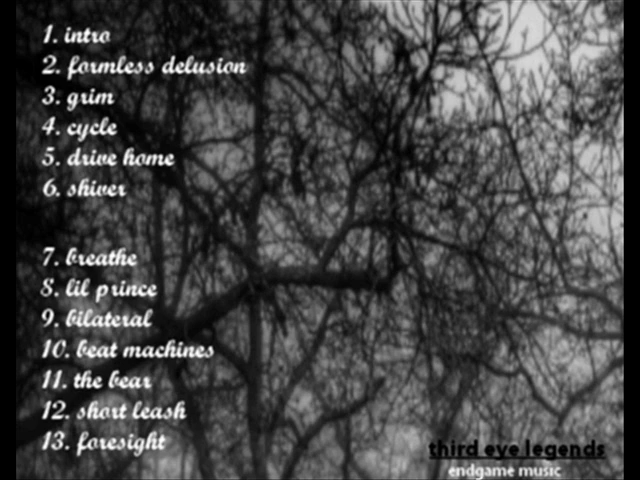 1. intro
2. formless delusion
3. grim
4. cycle
5. drive home
6. shiver
7. breathe
8. lil prince
9. bilateral
10. beat machines
11. the bear
12. short leash
13. foresight
third eye legends
endgame music